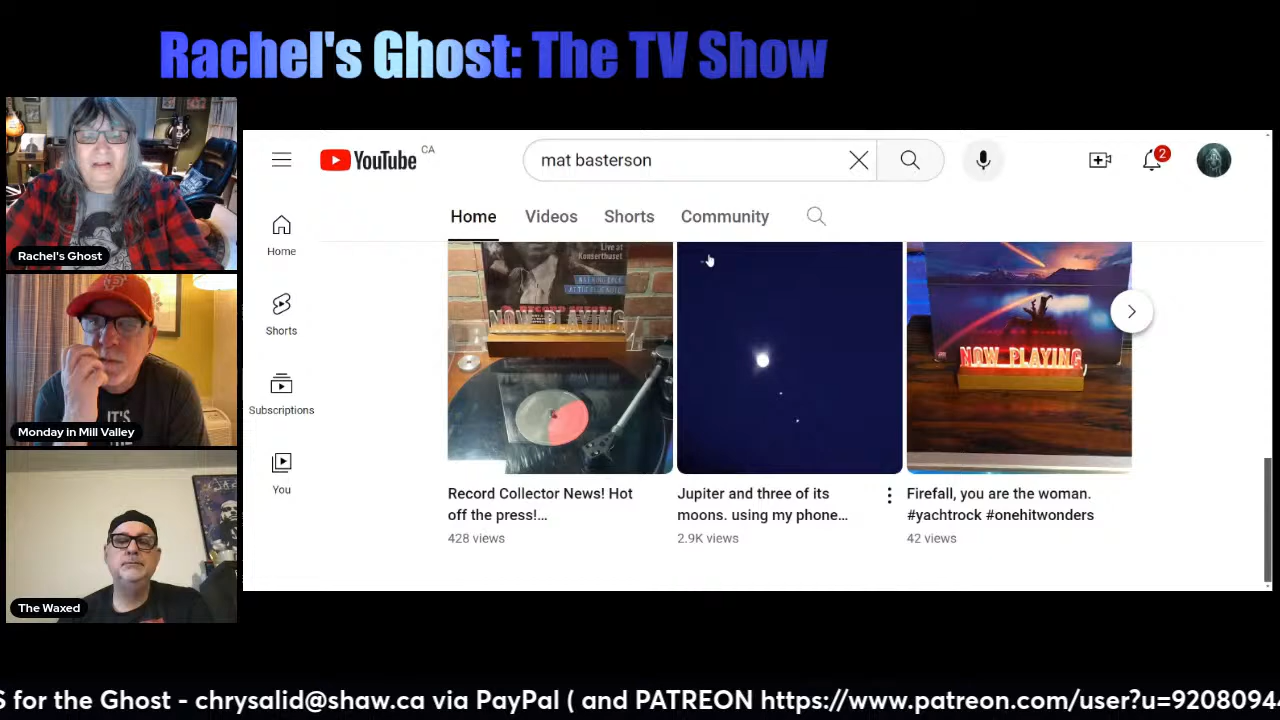 Rachel's Ghost: The TV Show
Rachel's Ghost
Monday in Mill Valley
IT'S
The Waxed
YouTube CA
mat basterson
2
Home Videos Shorts Community
Home
Shorts
Subscriptions
You
Live at
Konserthuset
NOW PLAYING
NOW PLAYING
Record Collector News! Hot
off the press!...
428 views
Jupiter and three of its
moons. using my phone...
2.9K views
Firefall, you are the woman.
#yachtrock #onehitwonders
42 views
S for the Ghost - chrysalid@shaw.ca via PayPal ( and PATREON https://www.patreon.com/user?u=9208094